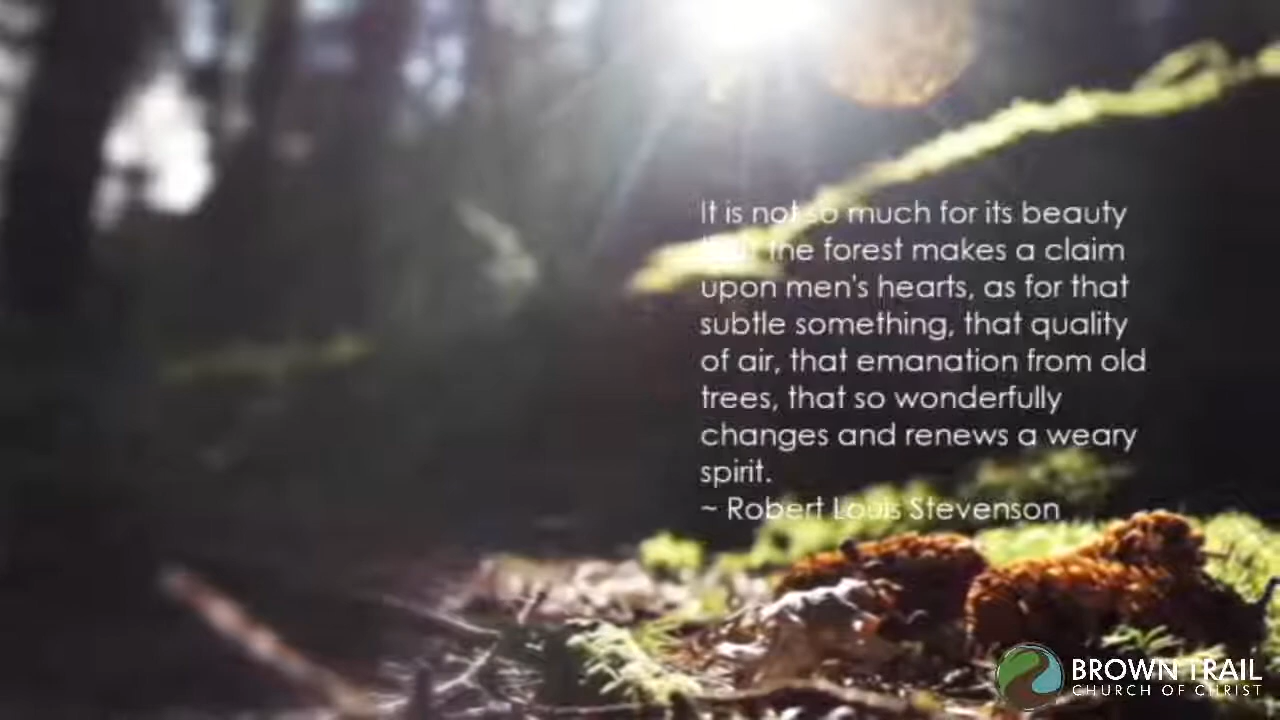 It is not so much for its beauty
that the forest makes a claim
upon men's hearts, as for that
subtle something, that quality
of air, that emanation from old
trees, that so wonderfully
changes and renews a weary
spirit.
~ Robert Louis Stevenson
BROWN TRAIL
CHURCH OF CHRIST